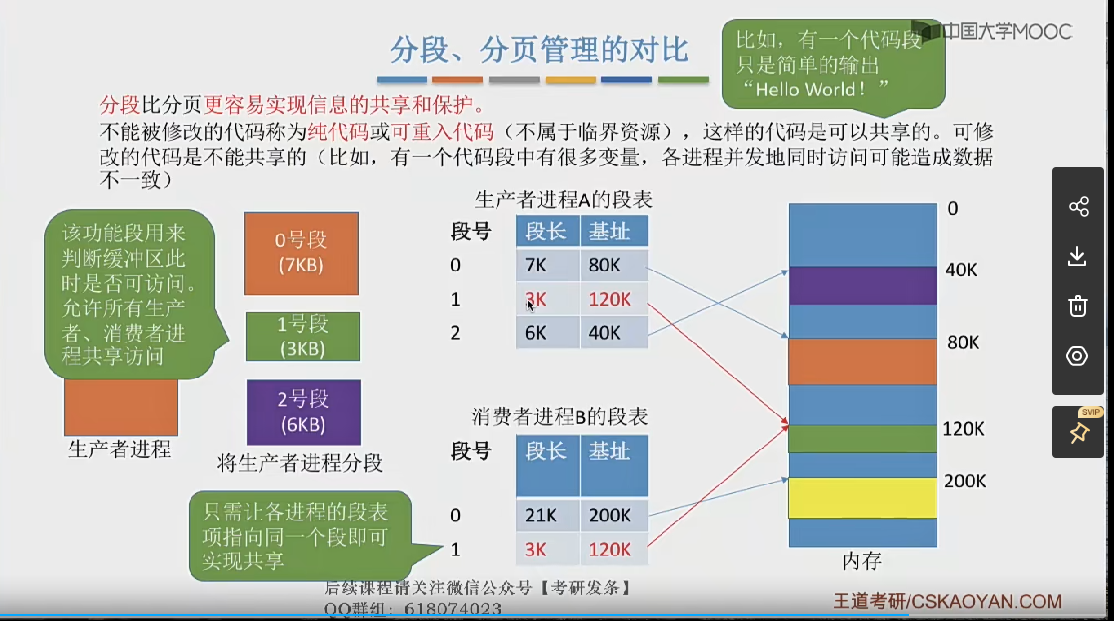 分段、分页管理的对比
中国大学MOOC
比如，有一个代码段
只是简单的输出
“Hello World！”
分段比分页更容易实现信息的共享和保护。
不能被修改的代码称为纯代码或可重入代码（不属于临界资源），这样的代码是可以共享的。可修
改的代码是不能共享的（比如，有一个代码段中有很多变量，各进程并发地同时访问可能造成数据
不一致）
该功能段用来
判断缓冲区此
时是否可访问。
允许所有生产
者、消费者进
程共享访问
生产者进程
0号段
(7KB)
1号段
(3KB)
2号段
(6KB)
将生产者进程分段
生产者进程A的段表
段号 段长 基址
0 7K 80K
1 3K 120K
2 6K 40K
消费者进程B的段表
段号 段长 基址
0 21K 200K
1 3K 120K
只需让各进程的段表
项指向同一个段即可
实现共享
0
40K
80K
120K
200K
内存
SVIP
后续课程请关注微信公众号【考研发条】
QQ群组：618074023
王道考研/CSKAOYAN.COM